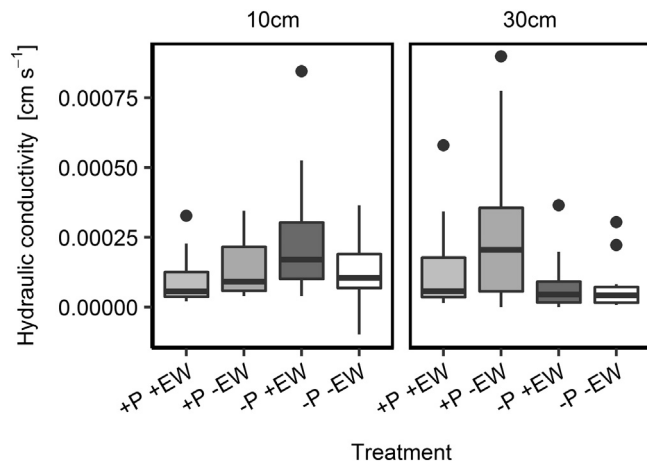 10cm 30cm
Hydraulic conductivity [cm s⁻¹]
0.00075
0.00050
0.00025
0.00000
+P +EW +P -EW -P +EW -P -EW +P +EW +P -EW -P +EW -P -EW
Treatment